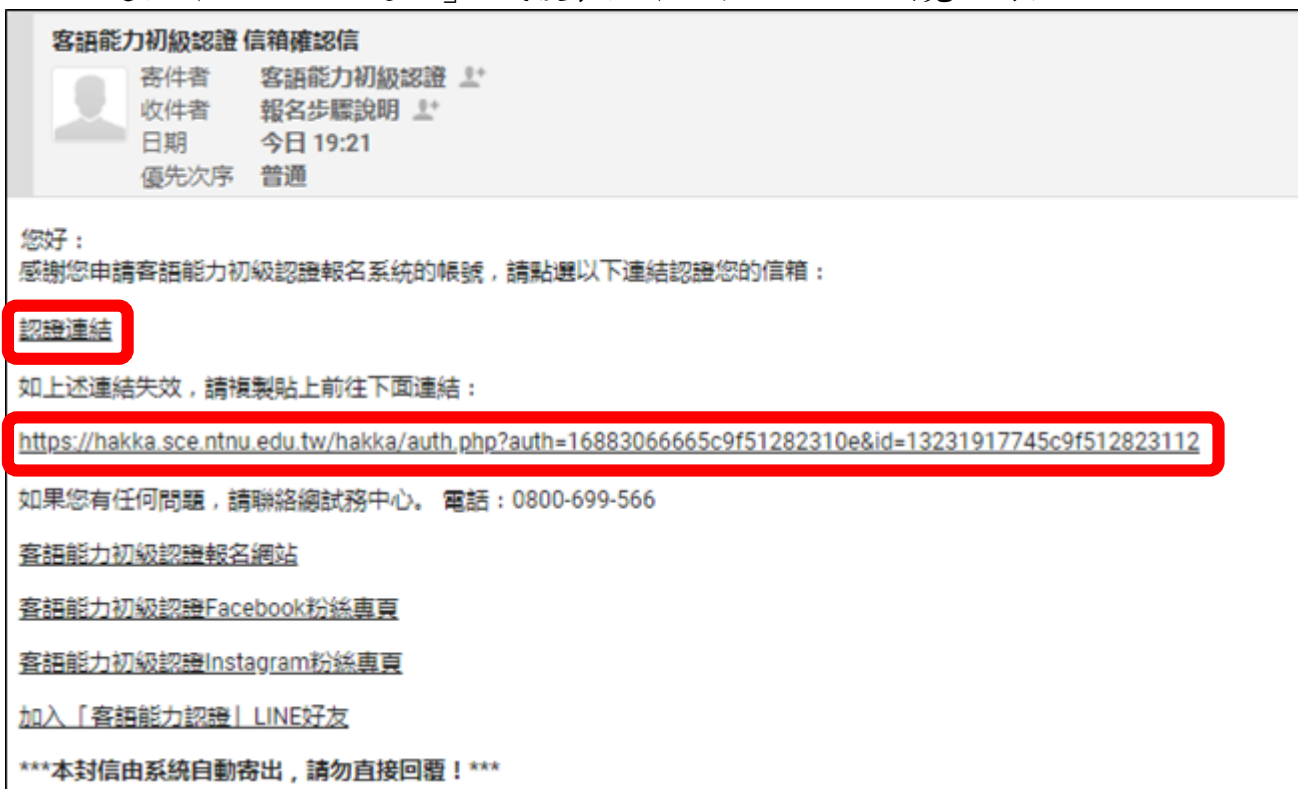 客語能力初級認證 信箱確認信
寄件者 客語能力初級認證
收件者 報名步驟說明
日期 今日 19:21
優先次序 普通
您好：
感謝您申請客語能力初級認證報名系統的帳號，請點選以下連結認證您的信箱：
認證連結
如上述連結失效，請複製貼上前往下面連結：
https://hakka.sce.ntnu.edu.tw/hakka/auth.php?auth=16883066665c9f51282310e&id=13231917745c9f512823112
如果您有任何問題，請聯絡總試務中心。 電話：0800-699-566
客語能力初級認證報名網站
客語能力初級認證Facebook粉絲專頁
客語能力初級認證Instagram粉絲專頁
加入「客語能力認證」LINE好友
***本封信由系統自動寄出，請勿直接回覆！***